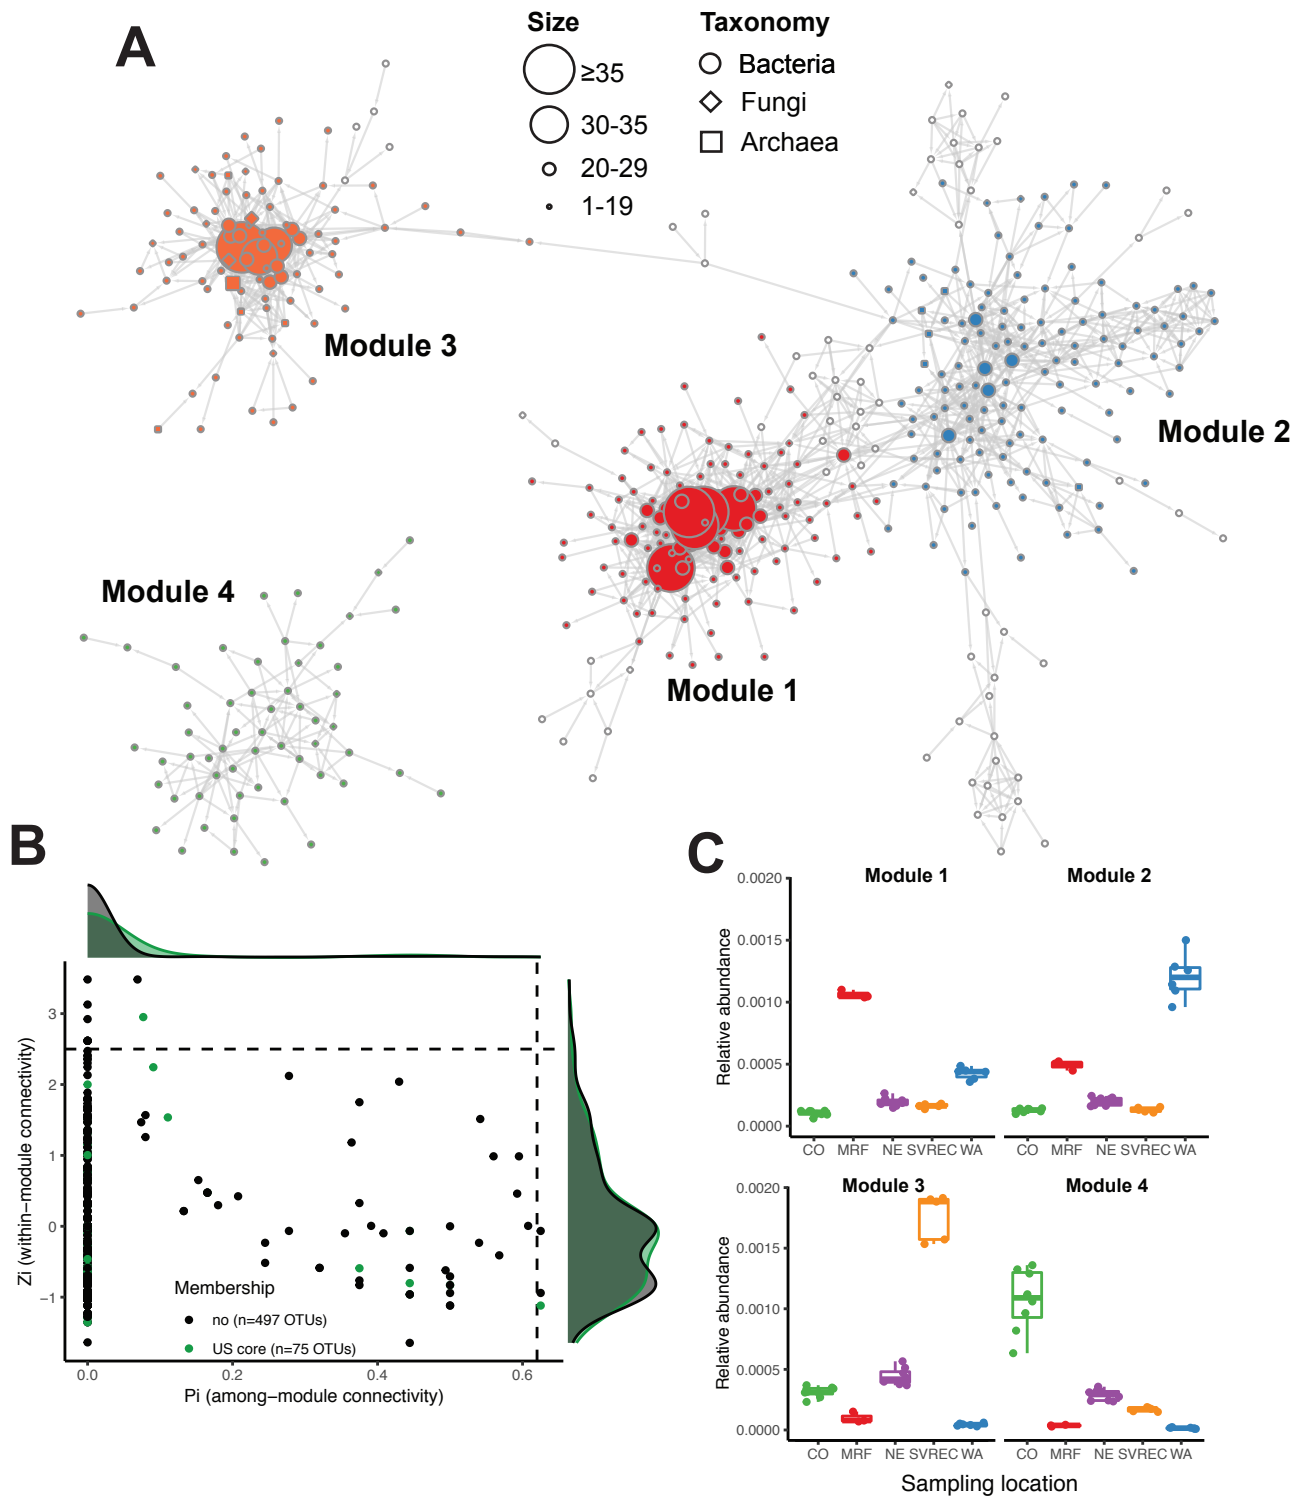 A
Size
≥35
30-35
20-29
1-19
Taxonomy
Bacteria
Fungi
Archaea
Module 3
Module 2
Module 4
Module 1
B
Zi (within−module connectivity)
3
2
1
0
−1
Membership
no (n=497 OTUs)
US core (n=75 OTUs)
0.0 0.2 0.4 0.6
Pi (among−module connectivity)
C
Module 1 Module 2
Relative abundance
0.0020
0.0015
0.0010
0.0005
0.0000
CO MRF NE SVREC WA CO MRF NE SVREC WA
Module 3 Module 4
Relative abundance
0.0020
0.0015
0.0010
0.0005
0.0000
CO MRF NE SVREC WA CO MRF NE SVREC WA
Sampling location